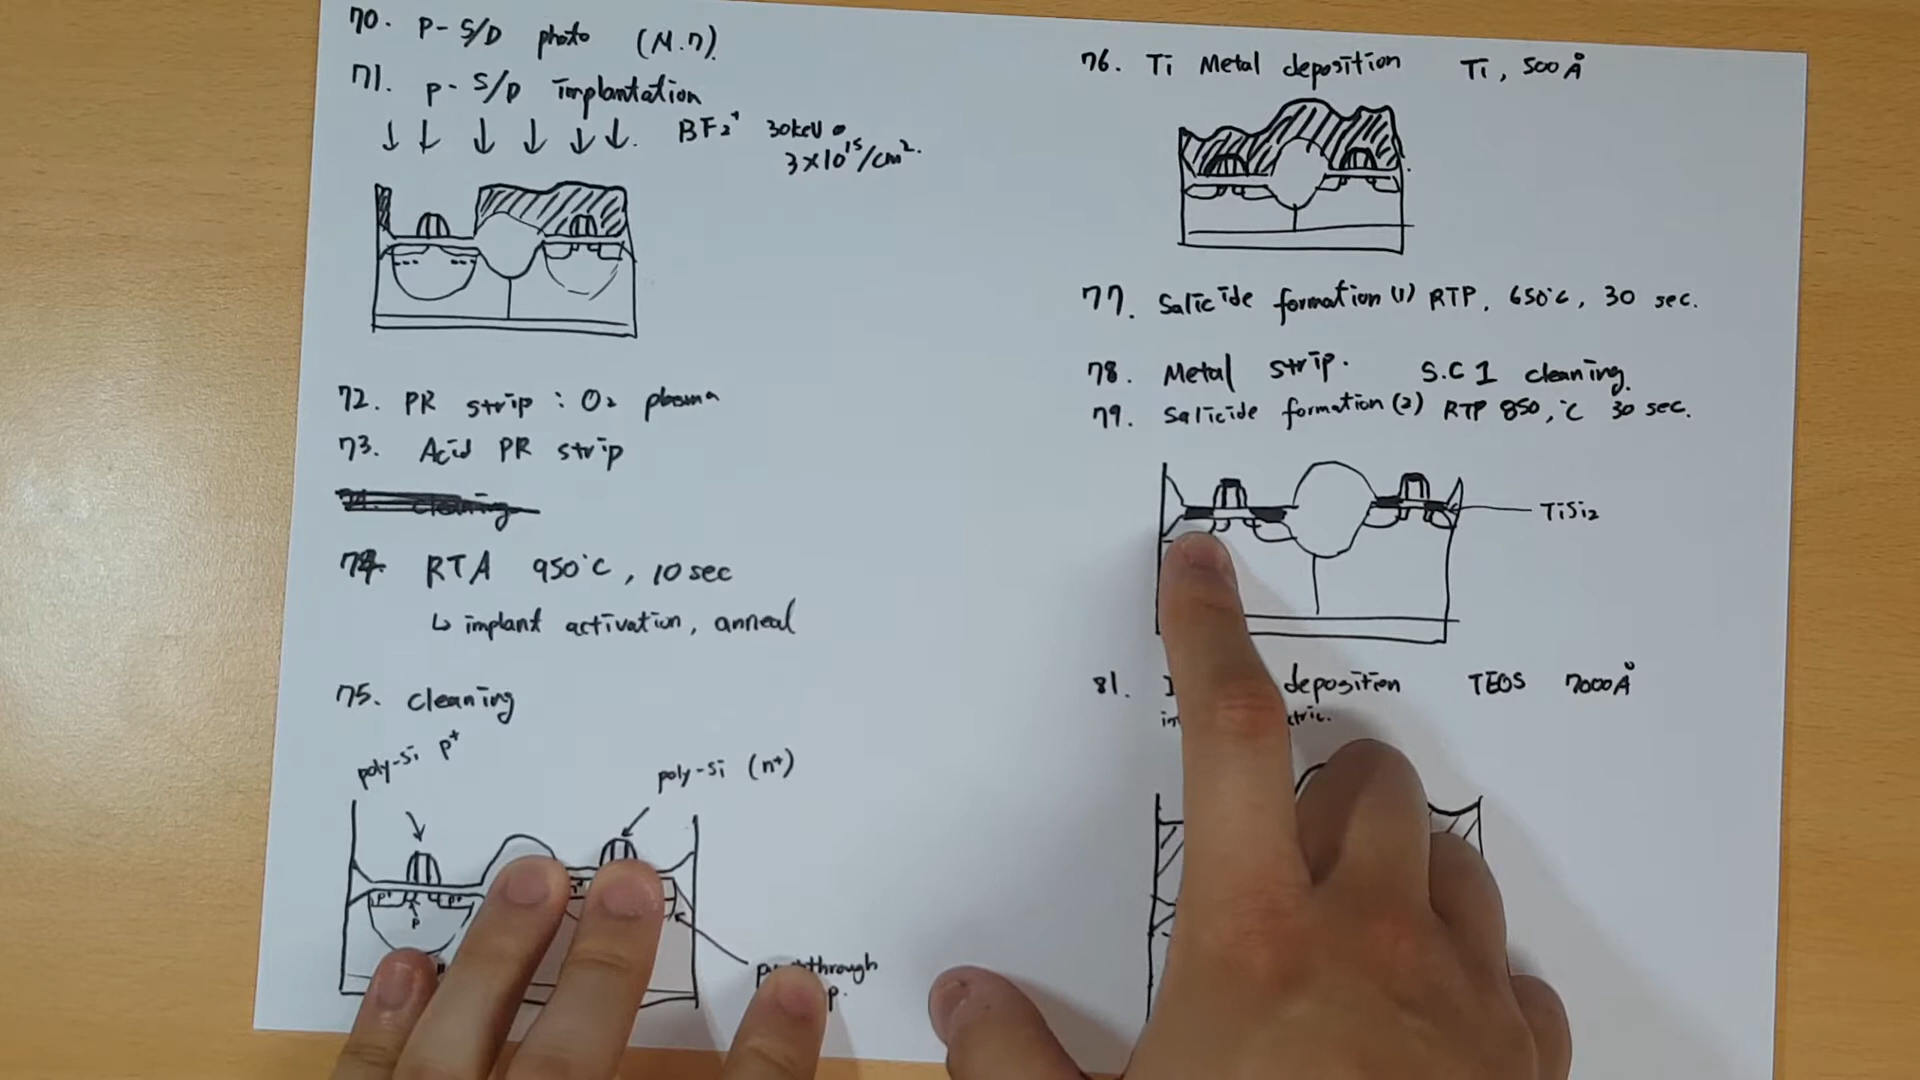 70. P- S/D photo (M.7)
71. P- S/D implantation
BF2+ 30keV
3×10^15/cm2.
72. PR strip : O2 plasma
73. Acid PR strip
cleaning
74 RTA 950°C, 10 sec
↳ implant activation, anneal
75. cleaning
poly-Si P+
poly-Si (n+)
P+ P+
P
through
p.
76. Ti Metal deposition Ti, 500Å
77. Salicide formation (1) RTP, 650°C, 30 sec.
78. Metal strip. S.C 1 cleaning.
79. Salicide formation (2) RTP 850,°C 30 sec.
TiSi2
81. deposition TEOS 7000Å